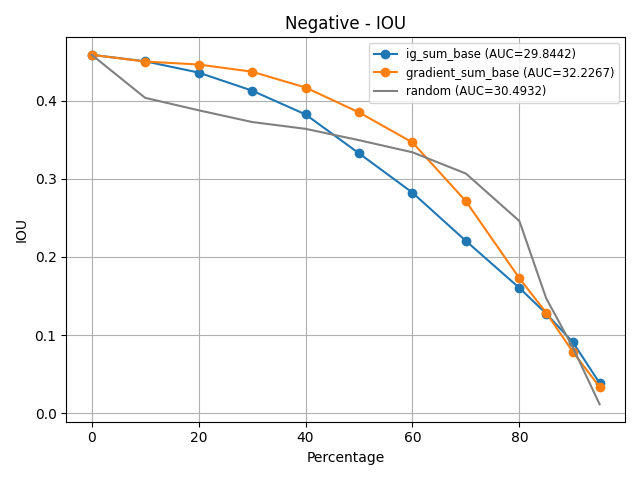 Negative - IOU
ig_sum_base (AUC=29.8442)
gradient_sum_base (AUC=32.2267)
random (AUC=30.4932)
IOU
0.4
0.3
0.2
0.1
0.0
0 20 40 60 80
Percentage